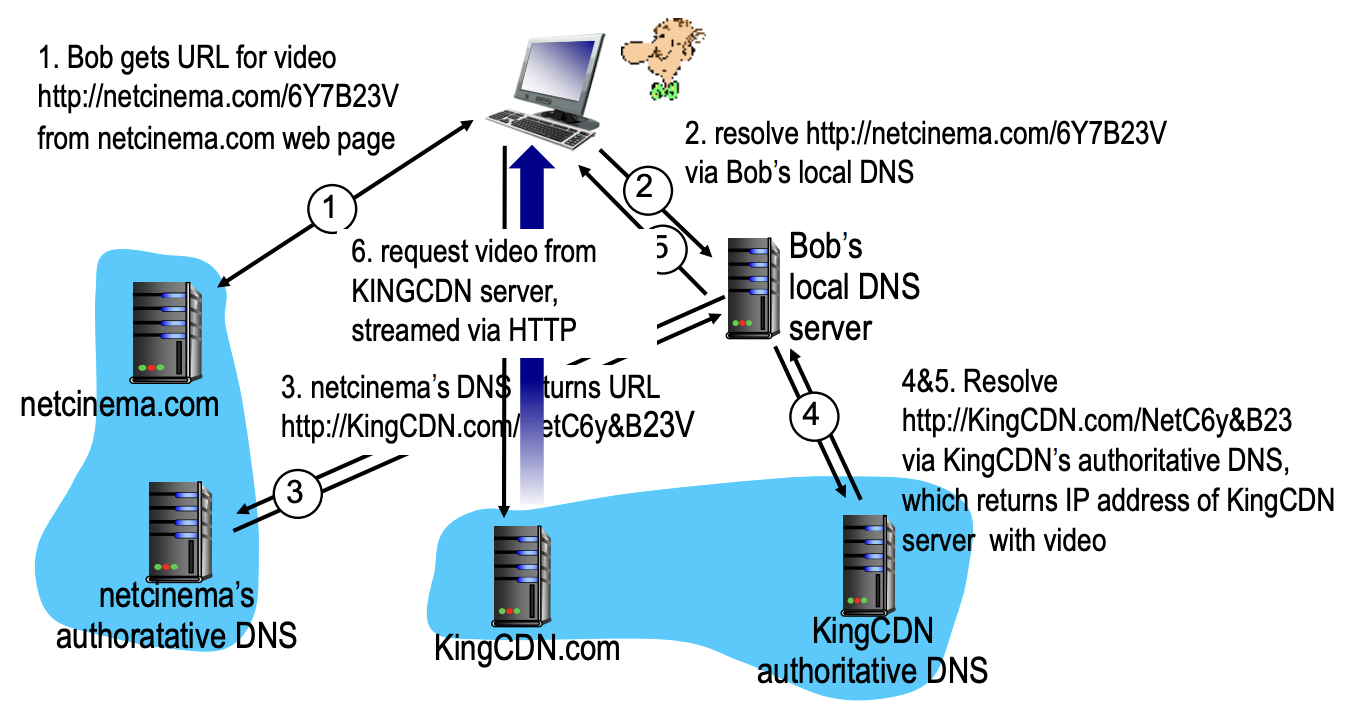 1. Bob gets URL for video
http://netcinema.com/6Y7B23V
from netcinema.com web page
1
2. resolve http://netcinema.com/6Y7B23V
via Bob’s local DNS
2
5
6. request video from
KINGCDN server,
streamed via HTTP
Bob’s
local DNS
server
netcinema.com
3. netcinema’s DNS turns URL
http://KingCDN.com/ etC6y&B23V
3
4
4&5. Resolve
http://KingCDN.com/NetC6y&B23
via KingCDN’s authoritative DNS,
which returns IP address of KingCDN
server with video
netcinema’s
authoratative DNS
KingCDN.com
KingCDN
authoritative DNS